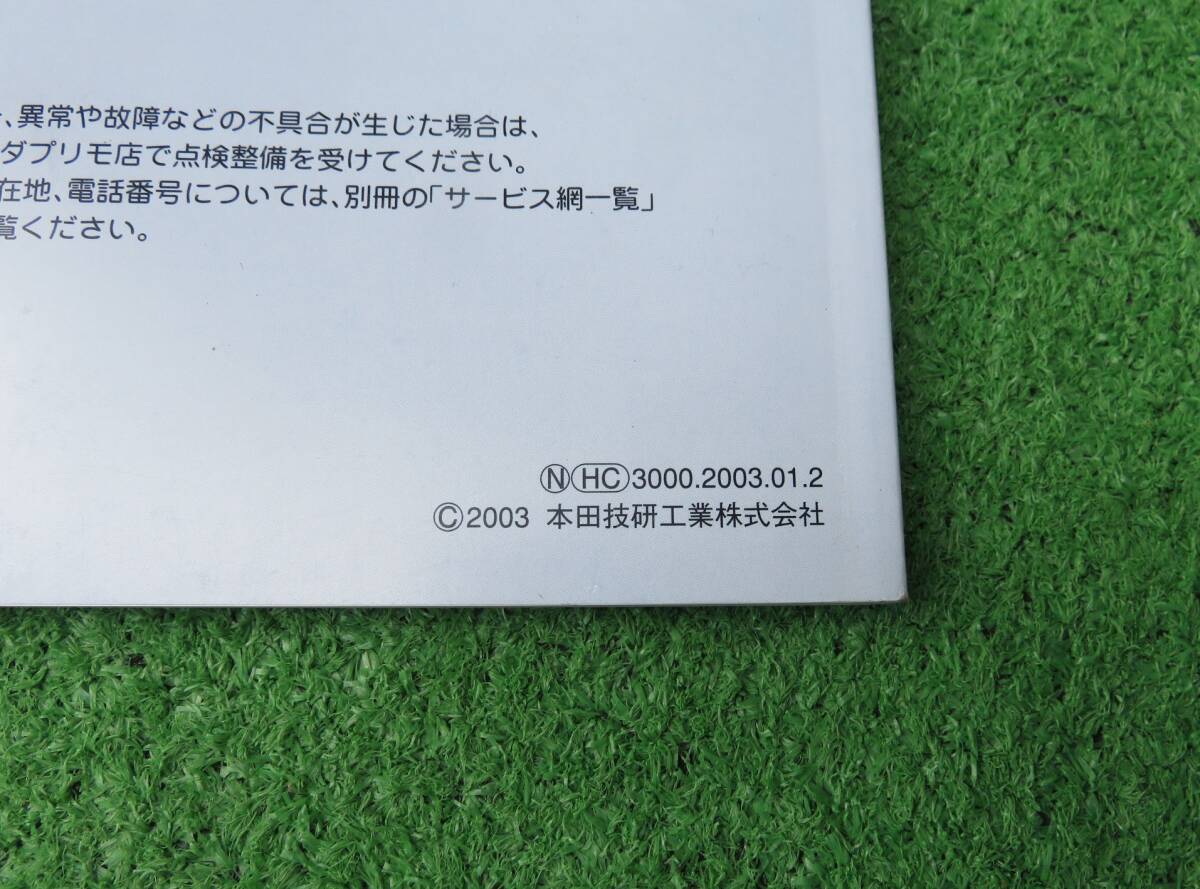 、異常や故障などの不具合が生じた場合は、
ダプリモ店で点検整備を受けてください。
在地、電話番号については、別冊の「サービス網一覧」
覧ください。
ⓃHC3000.2003.01.2
©2003 本田技研工業株式会社